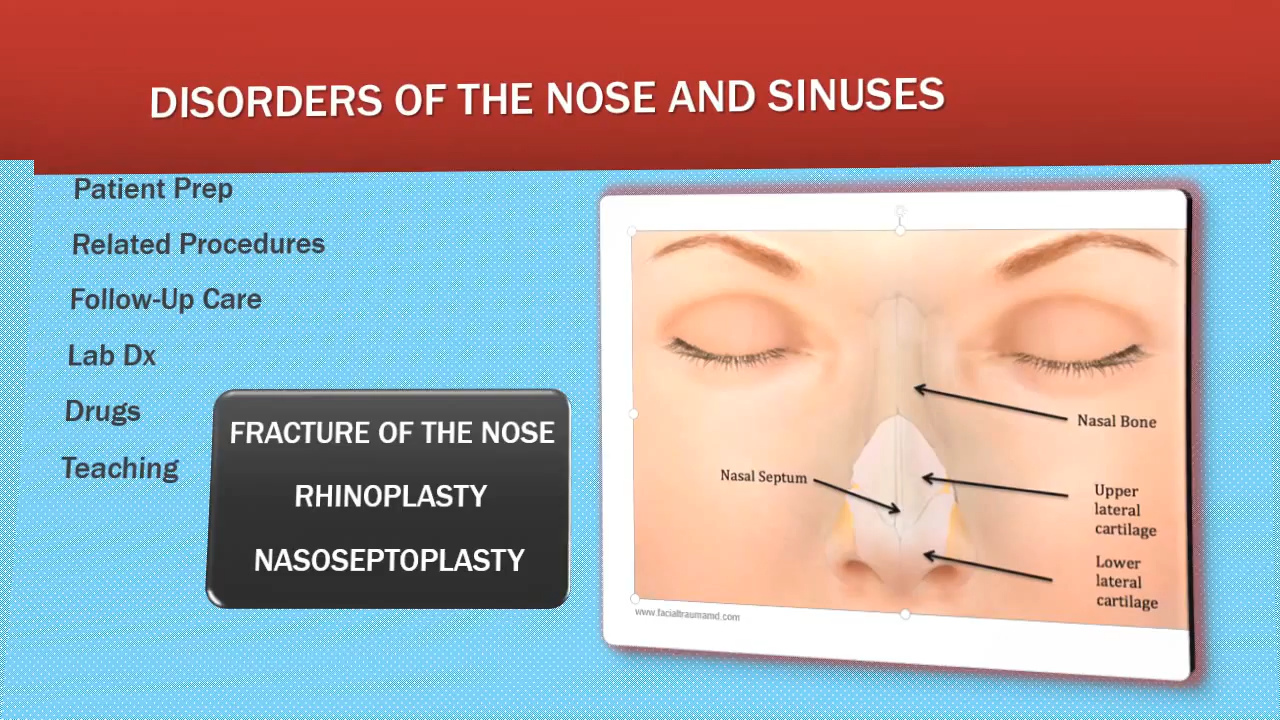 DISORDERS OF THE NOSE AND SINUSES
Patient Prep
Related Procedures
Follow-Up Care
Lab Dx
Drugs
Teaching
FRACTURE OF THE NOSE
RHINOPLASTY
NASOSEPTOPLASTY
Nasal Bone
Nasal Septum
Upper
lateral
cartilage
Lower
lateral
cartilage
www.facialtraumamd.com